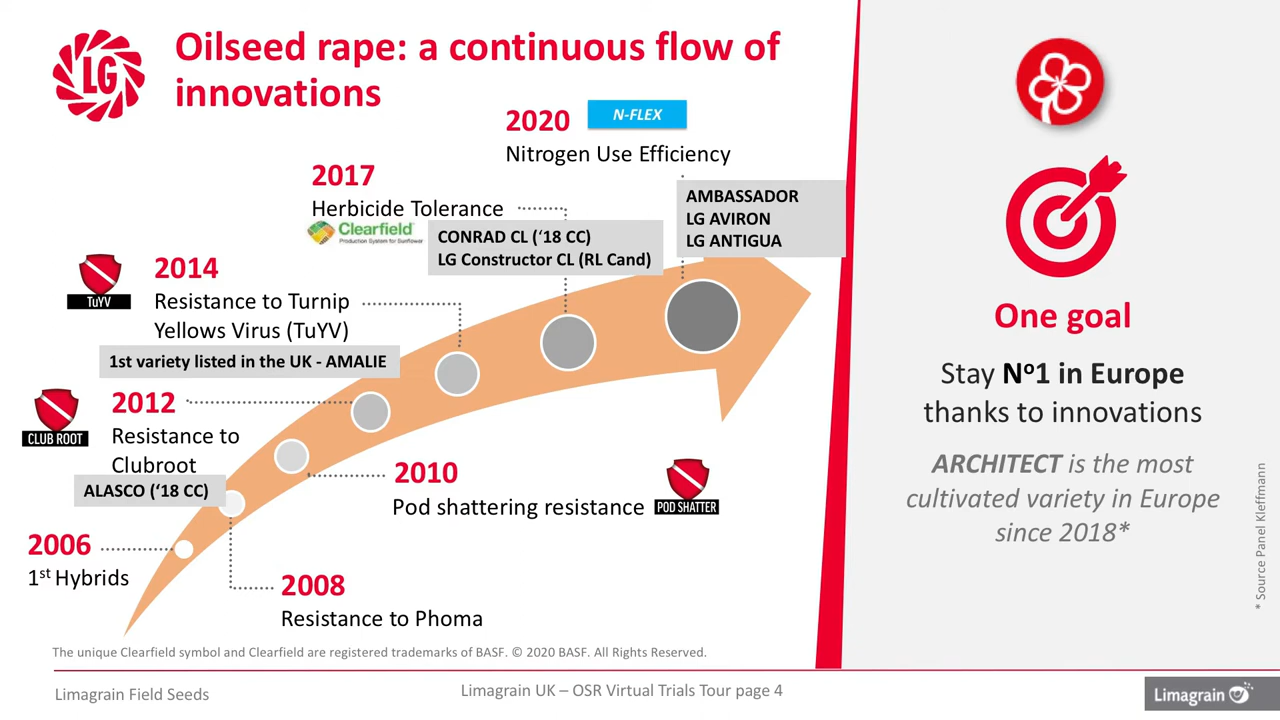 LG
Oilseed rape: a continuous flow of
innovations
2020
N-FLEX
Nitrogen Use Efficiency
AMBASSADOR
LG AVIRON
LG ANTIGUA
2017
Herbicide Tolerance
Clearfield
Production System for Sunflower
CONRAD CL (‘18 CC)
LG Constructor CL (RL Cand)
TuYV
2014
Resistance to Turnip
Yellows Virus (TuYV)
1st variety listed in the UK - AMALIE
CLUB ROOT
2012
Resistance to
Clubroot
ALASCO (‘18 CC)
2010
Pod shattering resistance
POD SHATTER
2006
1st Hybrids
2008
Resistance to Phoma
The unique Clearfield symbol and Clearfield are registered trademarks of BASF. © 2020 BASF. All Rights Reserved.
One goal
Stay Nº1 in Europe
thanks to innovations
ARCHITECT is the most
cultivated variety in Europe
since 2018*
* Source Panel Kleffmann
Limagrain Field Seeds
Limagrain UK – OSR Virtual Trials Tour page 4
Limagrain